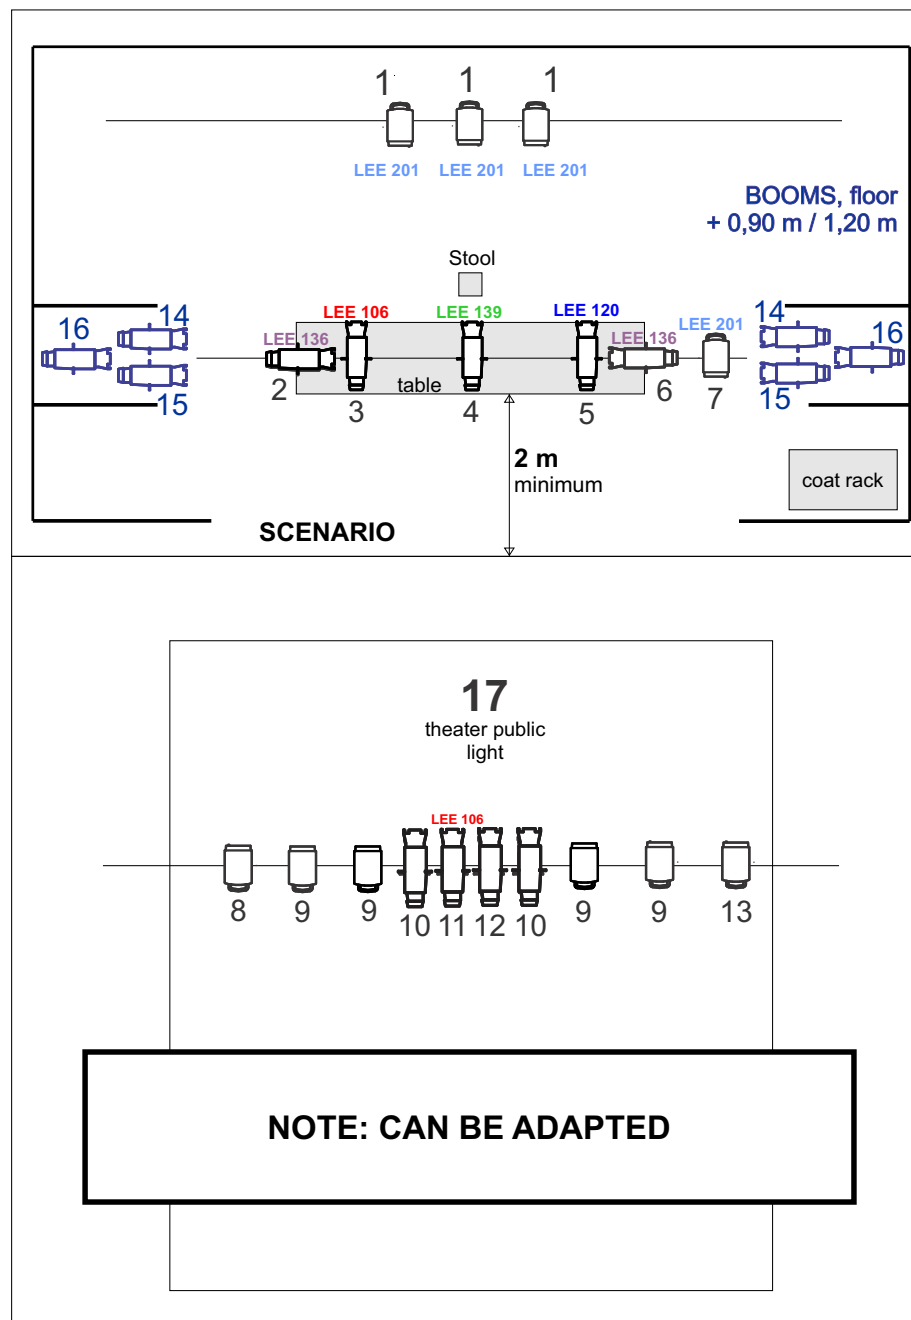 1 1 1
LEE 201 LEE 201 LEE 201
BOOMS, floor
+ 0,90 m / 1,20 m
Stool
LEE 106 LEE 139 LEE 120
14 14
16 LEE 136 LEE 136 LEE 201 16
table
15 2 3 4 5 6 7 15
2 m
minimum
coat rack
SCENARIO
17
theater public
light
LEE 106
8 9 9 10 11 12 10 9 9 13
NOTE: CAN BE ADAPTED